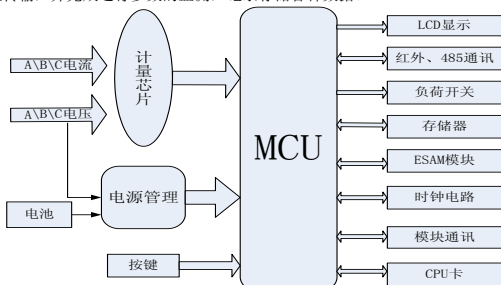 A\B\C电流
A\B\C电压
计量芯片
电源管理
电池
按键
MCU
LCD显示
红外、485通讯
负荷开关
存储器
ESAM模块
时钟电路
模块通讯
CPU卡